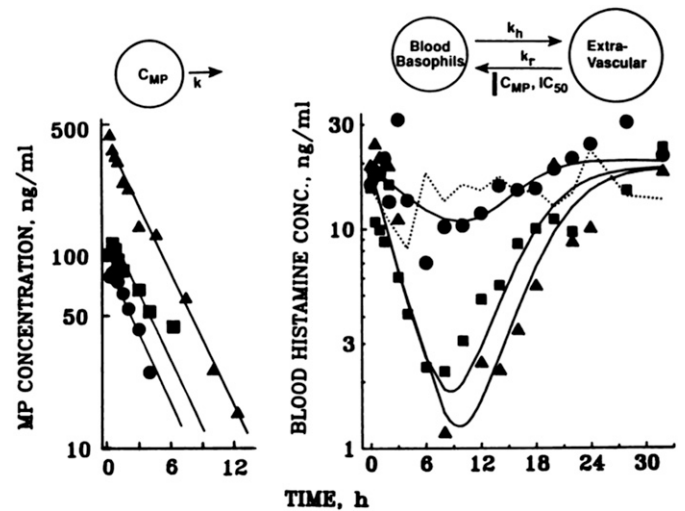 C_MP
k
Blood
Basophils
k_h
k_r
C_MP, IC_50
Extra-
Vascular
MP CONCENTRATION, ng/ml
500
100
50
10
0 6 12
BLOOD HISTAMINE CONC., ng/ml
30
10
3
1
0 6 12 18 24 30
TIME, h